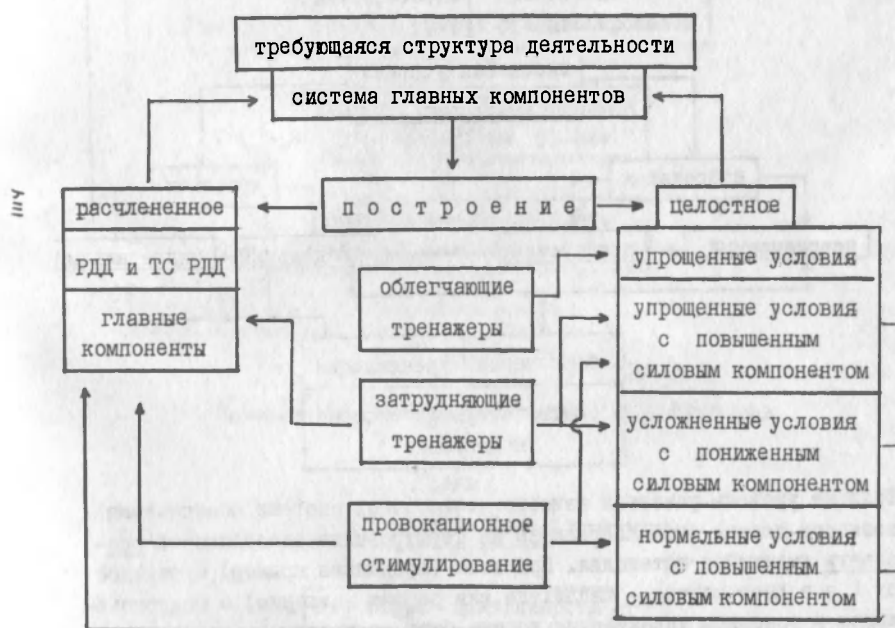 требующаяся структура деятельности
система главных компонентов
114
расчлененное
построение
целостное
РДД и ТС РДД
главные
компоненты
облегчающие
тренажеры
затрудняющие
тренажеры
провокационное
стимулирование
упрощенные условия
упрощенные условия
с повышенным
силовым компонентом
усложненные условия
с пониженным
силовым компонентом
нормальные условия
с повышенным
силовым компонентом